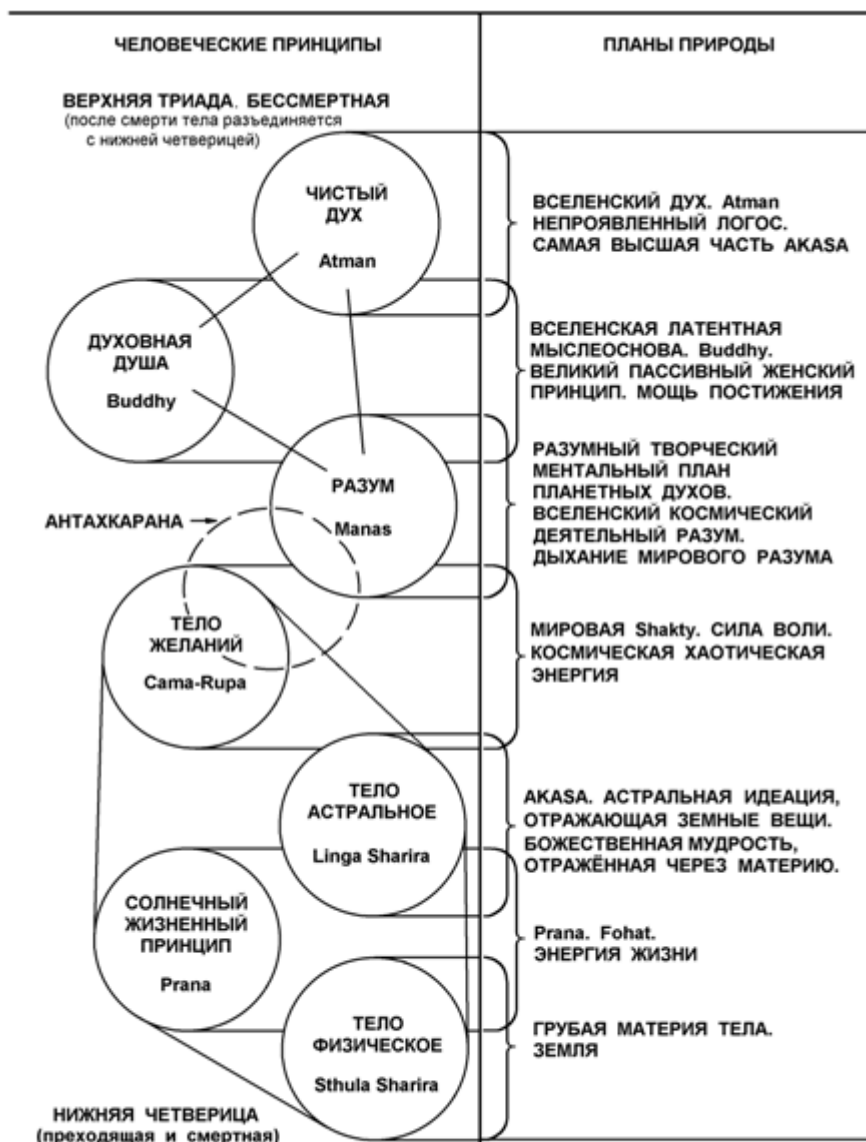 ЧЕЛОВЕЧЕСКИЕ ПРИНЦИПЫ
ПЛАНЫ ПРИРОДЫ
ВЕРХНЯЯ ТРИАДА. БЕССМЕРТНАЯ
(после смерти тела разъединяется
с нижней четверицей)
ЧИСТЫЙ
ДУХ
Atman
ВСЕЛЕНСКИЙ ДУХ. Atman
НЕПРОЯВЛЕННЫЙ ЛОГОС.
САМАЯ ВЫСШАЯ ЧАСТЬ AKASA
ДУХОВНАЯ
ДУША
Buddhy
ВСЕЛЕНСКАЯ ЛАТЕНТНАЯ
МЫСЛЕОСНОВА. Buddhy.
ВЕЛИКИЙ ПАССИВНЫЙ ЖЕНСКИЙ
ПРИНЦИП. МОЩЬ ПОСТИЖЕНИЯ
РАЗУМ
Manas
РАЗУМНЫЙ ТВОРЧЕСКИЙ
МЕНТАЛЬНЫЙ ПЛАН
ПЛАНЕТНЫХ ДУХОВ.
ВСЕЛЕНСКИЙ КОСМИЧЕСКИЙ
ДЕЯТЕЛЬНЫЙ РАЗУМ.
ДЫХАНИЕ МИРОВОГО РАЗУМА
АНТАХКАРАНА
ТЕЛО
ЖЕЛАНИЙ
Cama-Rupa
МИРОВАЯ Shakty. СИЛА ВОЛИ.
КОСМИЧЕСКАЯ ХАОТИЧЕСКАЯ
ЭНЕРГИЯ
ТЕЛО
АСТРАЛЬНОЕ
Linga Sharira
AKASA. АСТРАЛЬНАЯ ИДЕАЦИЯ,
ОТРАЖАЮЩАЯ ЗЕМНЫЕ ВЕЩИ.
БОЖЕСТВЕННАЯ МУДРОСТЬ,
ОТРАЖЁННАЯ ЧЕРЕЗ МАТЕРИЮ.
СОЛНЕЧНЫЙ
ЖИЗНЕННЫЙ
ПРИНЦИП
Prana
Prana. Fohat.
ЭНЕРГИЯ ЖИЗНИ
ТЕЛО
ФИЗИЧЕСКОЕ
Sthula Sharira
ГРУБАЯ МАТЕРИЯ ТЕЛА.
ЗЕМЛЯ
НИЖНЯЯ ЧЕТВЕРИЦА
(преходящая и смертная)